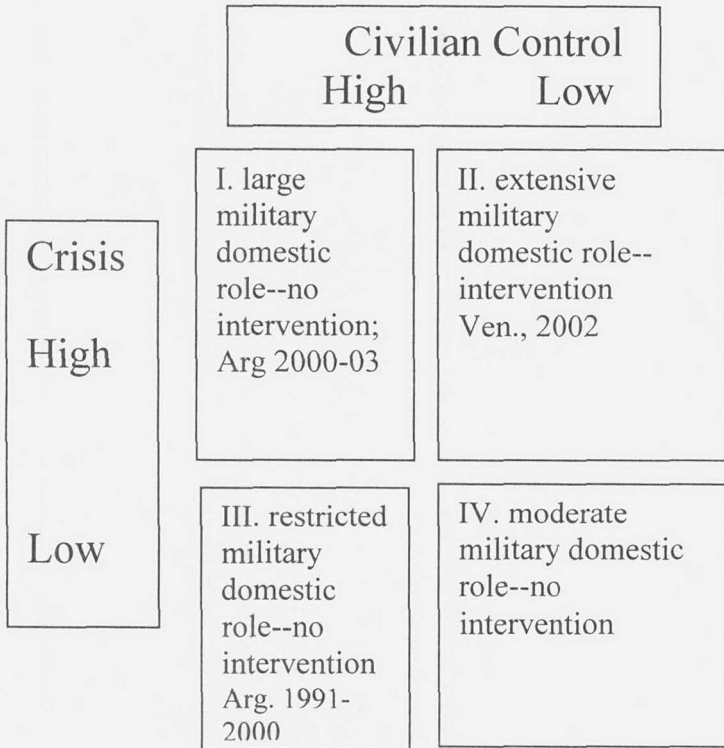 Civilian Control
High Low
Crisis
High
Low
I. large
military
domestic
role--no
intervention;
Arg 2000-03
II. extensive
military
domestic role--
intervention
Ven., 2002
III. restricted
military
domestic
role--no
intervention
Arg. 1991-
2000
IV. moderate
military domestic
role--no
intervention